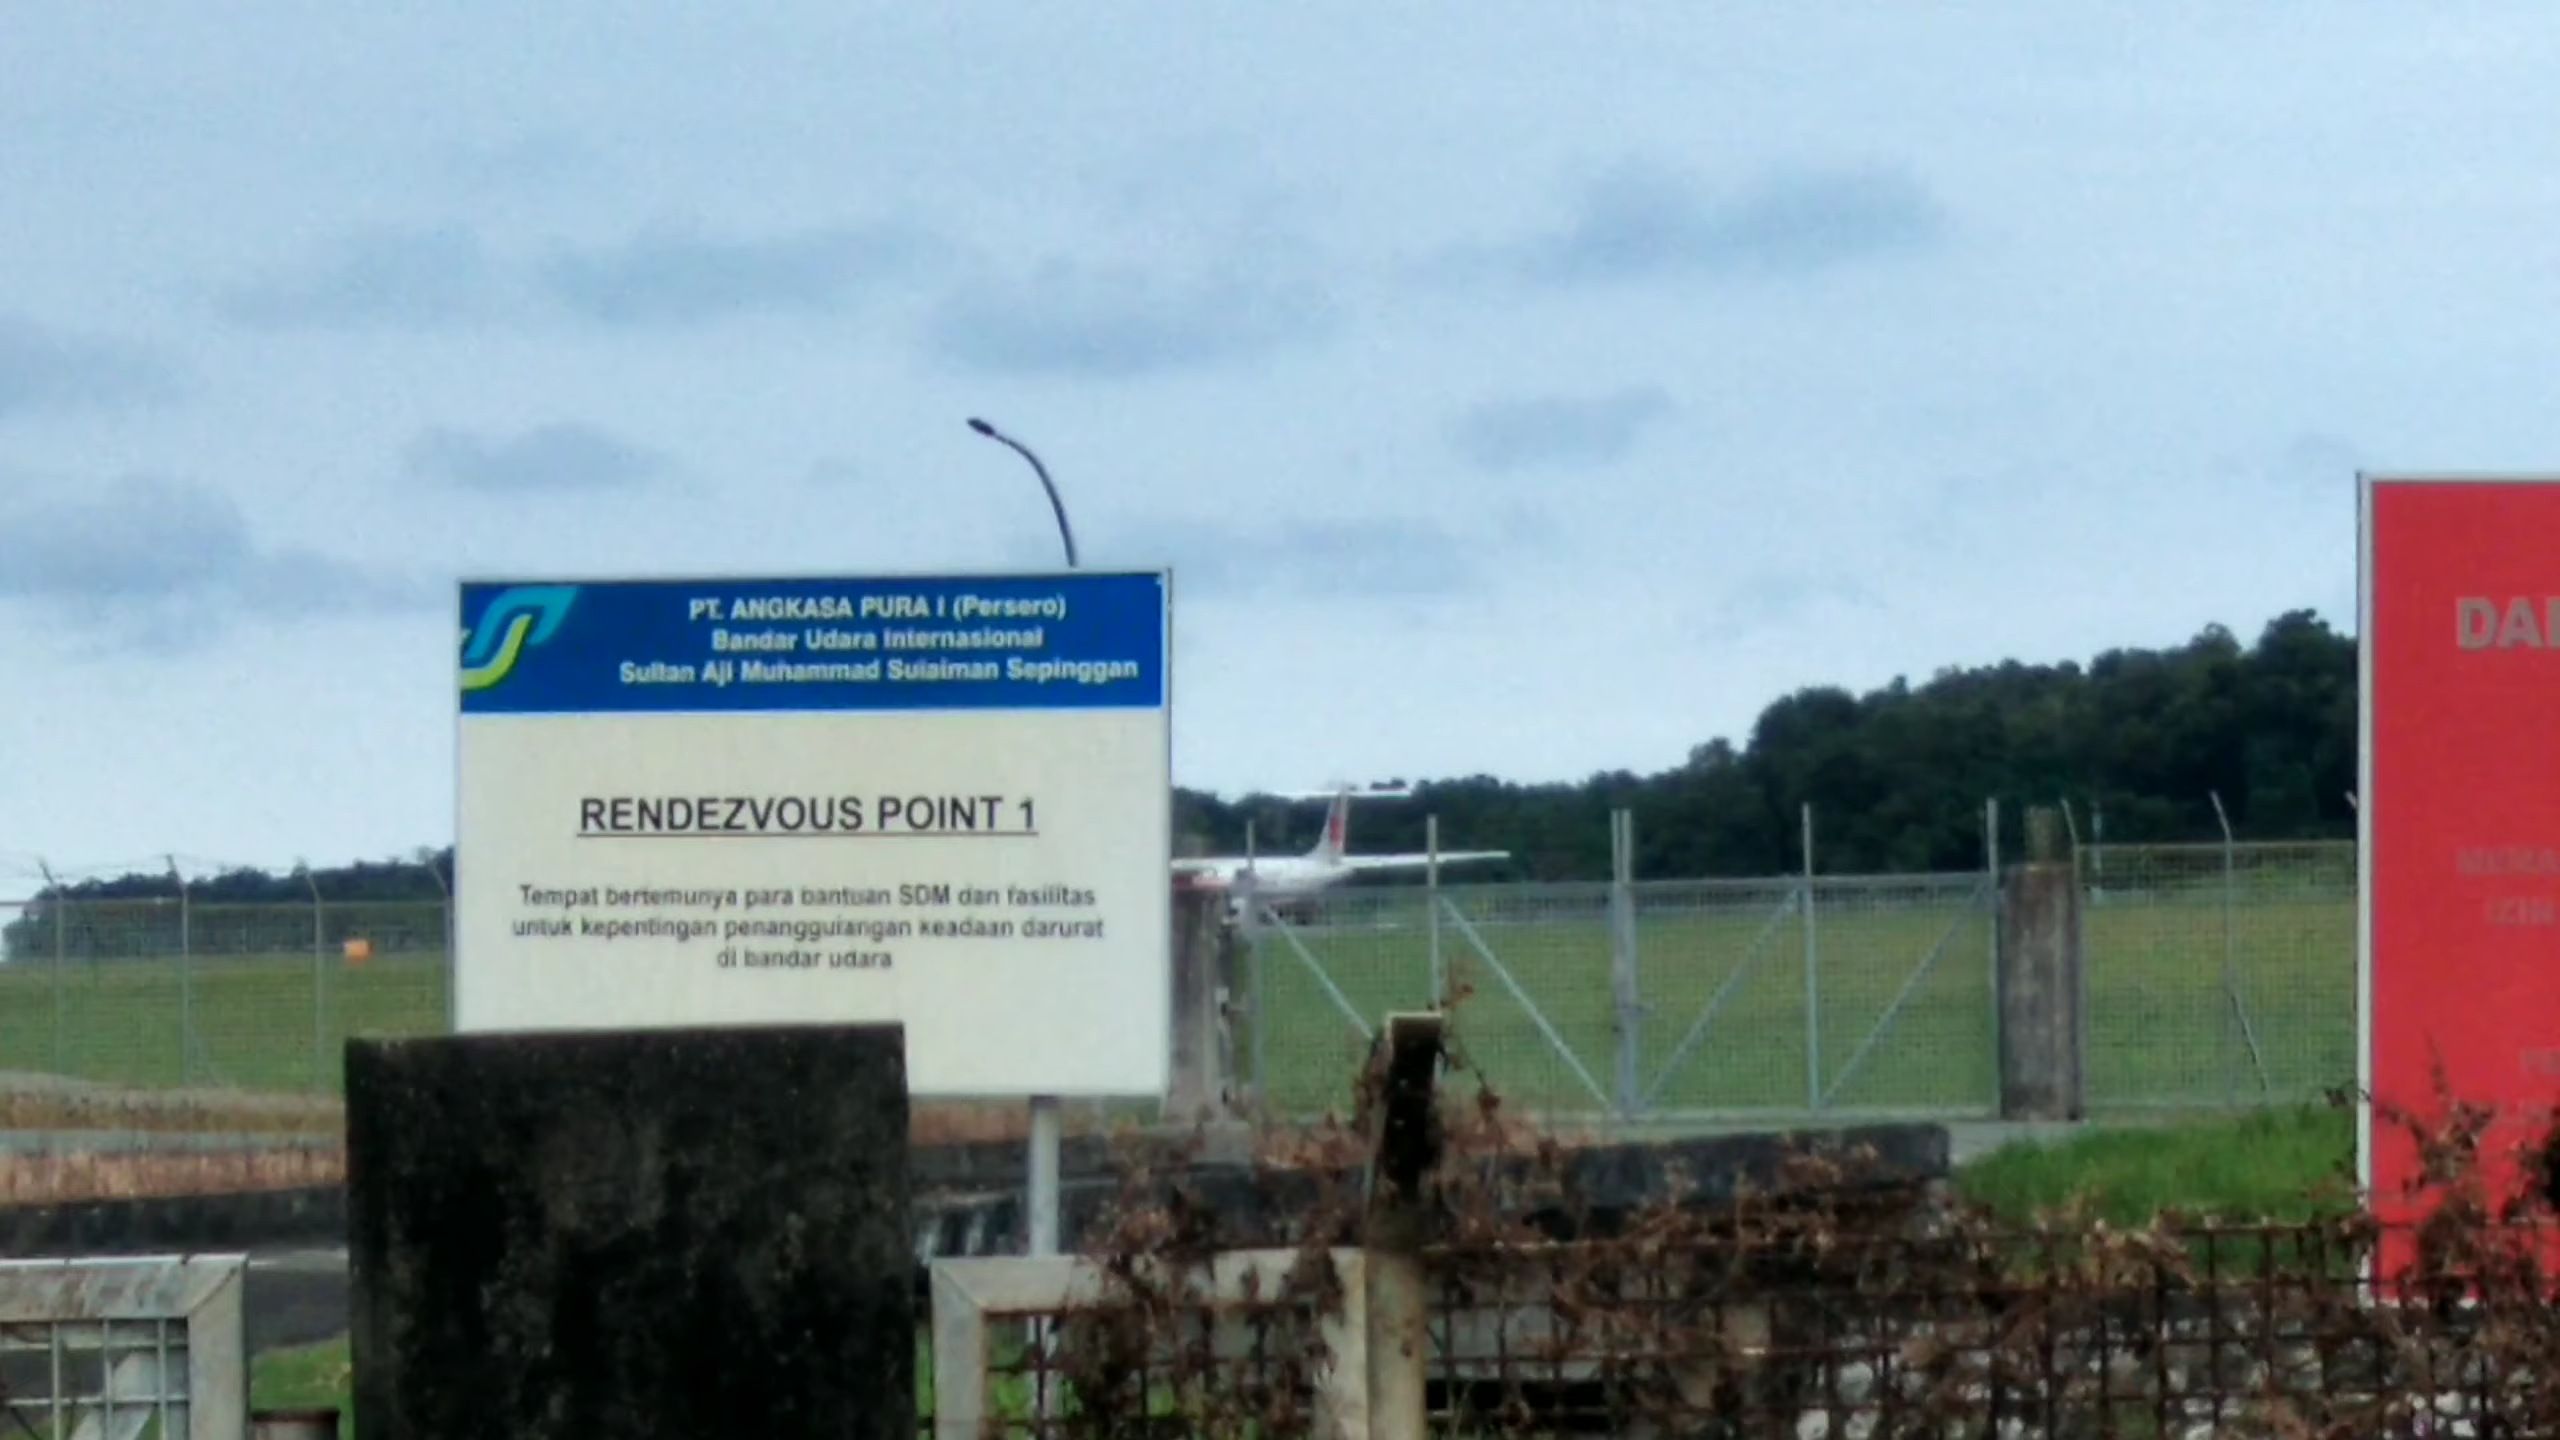 PT. ANGKASA PURA I (Persero)
Bandar Udara Internasional
Sultan Aji Muhammad Sulaiman Sepinggan
RENDEZVOUS POINT 1
Tempat bertemunya para bantuan SDM dan fasilitas
untuk kepentingan penanggulangan keadaan darurat
di bandar udara